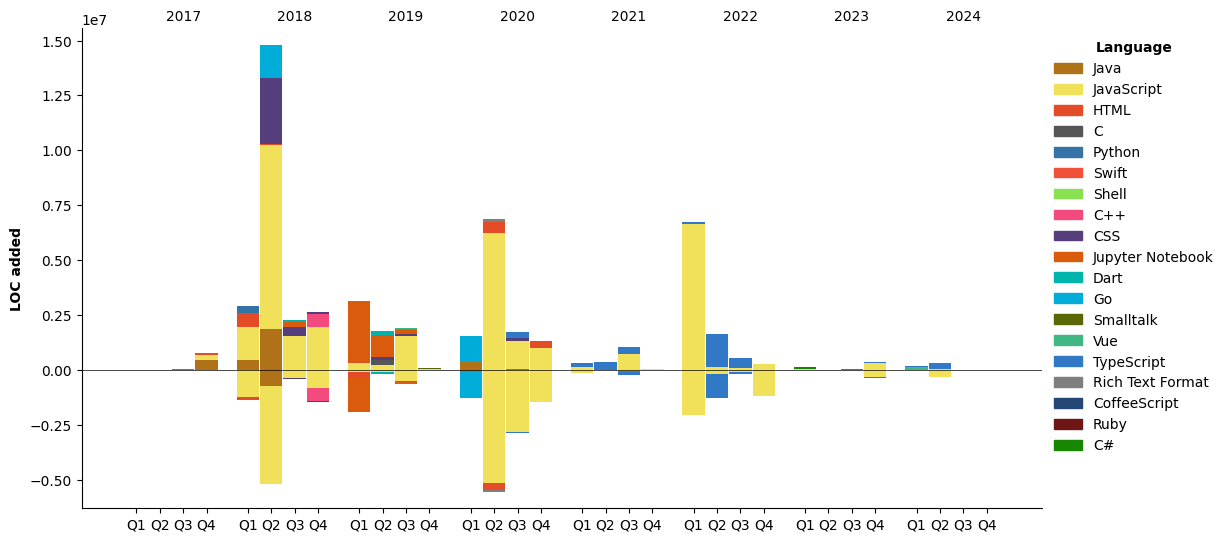 2017 2018 2019 2020 2021 2022 2023 2024
1e7
1.50
1.25
1.00
0.75
0.50
0.25
0.00
−0.25
−0.50
LOC added
Q1 Q2 Q3 Q4 Q1 Q2 Q3 Q4 Q1 Q2 Q3 Q4 Q1 Q2 Q3 Q4 Q1 Q2 Q3 Q4 Q1 Q2 Q3 Q4 Q1 Q2 Q3 Q4 Q1 Q2 Q3 Q4
Language
Java
JavaScript
HTML
C
Python
Swift
Shell
C++
CSS
Jupyter Notebook
Dart
Go
Smalltalk
Vue
TypeScript
Rich Text Format
CoffeeScript
Ruby
C#